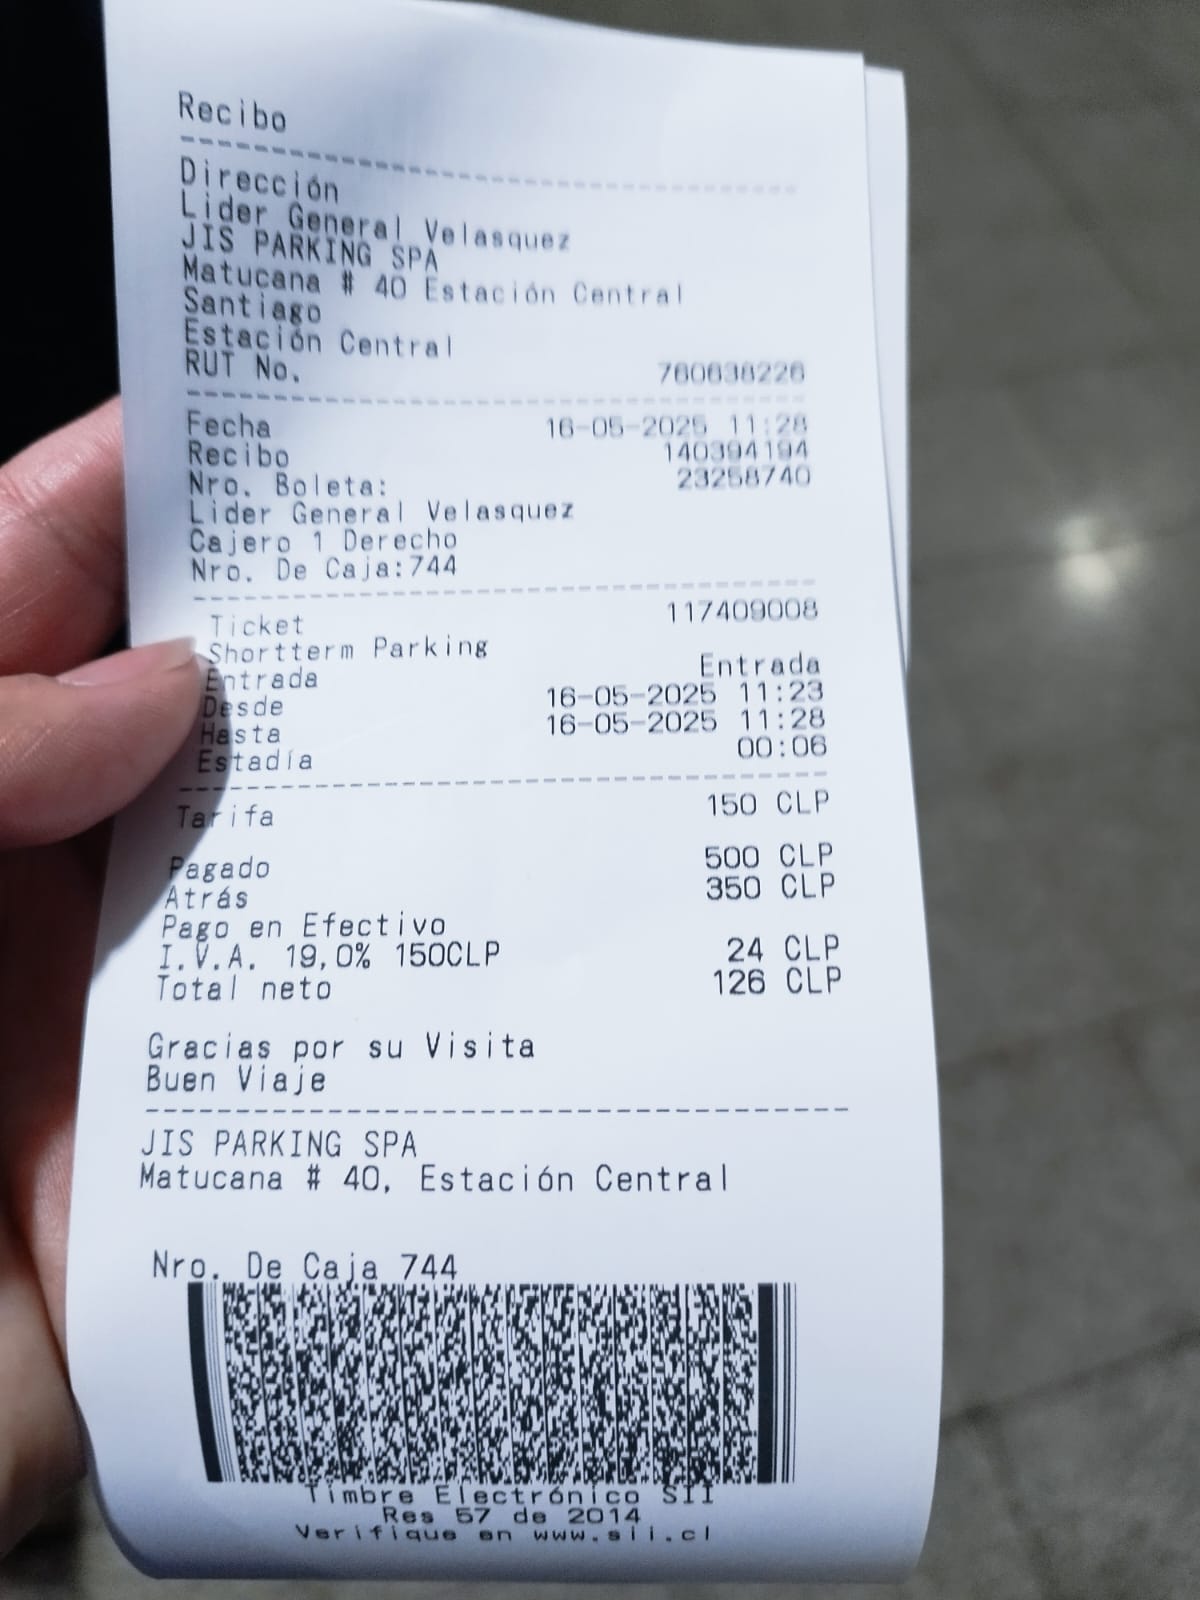 Recibo
Dirección
Lider General Velasquez
JIS PARKING SPA
Matucana # 40 Estación Central
Santiago
Estación Central
RUT No. 760638226
Fecha 16-05-2025 11:28
Recibo 140394194
Nro. Boleta: 23258740
Lider General Velasquez
Cajero 1 Derecho
Nro. De Caja:744
Ticket 117409008
Shortterm Parking
Entrada Entrada
Desde 16-05-2025 11:23
Hasta 16-05-2025 11:28
Estadía 00:06
Tarifa 150 CLP
Pagado 500 CLP
Atrás 350 CLP
Pago en Efectivo
I.V.A. 19,0% 150CLP 24 CLP
Total neto 126 CLP
Gracias por su Visita
Buen Viaje
JIS PARKING SPA
Matucana # 40, Estación Central
Nro. De Caja 744
Timbre Electrónico SII
Res 57 de 2014
Verifique en www.sii.cl